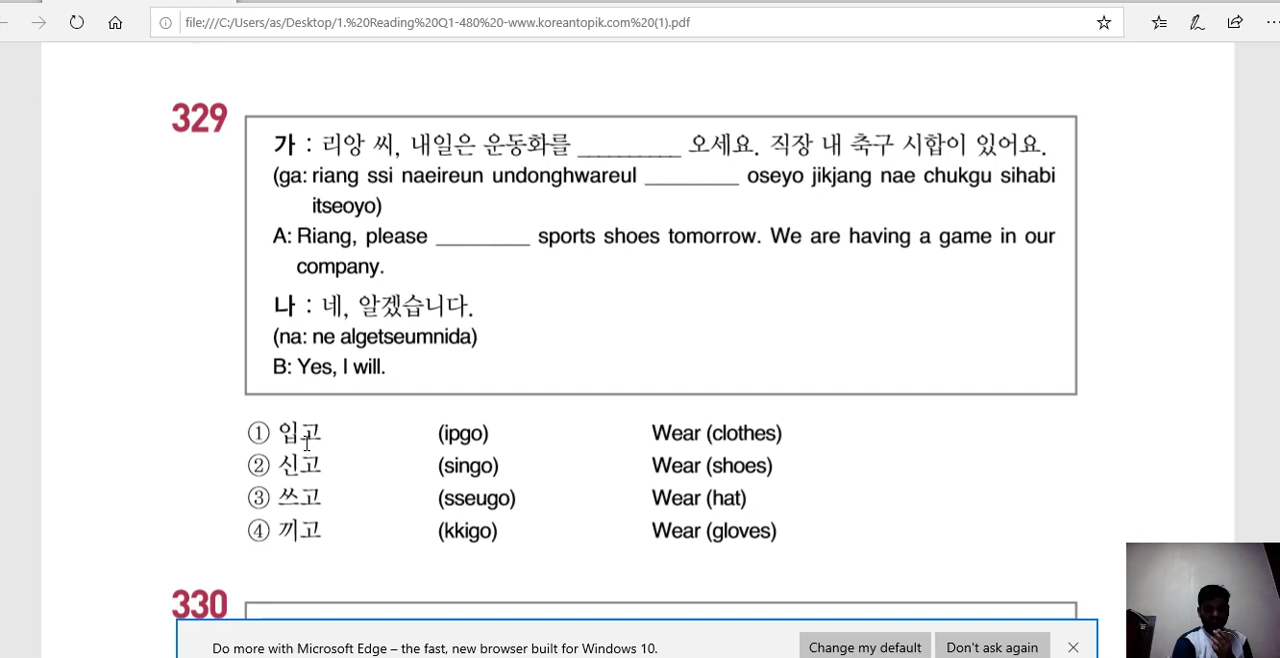 file:///C:/Users/as/Desktop/1.%20Reading%20Q1-480%20-www.koreantopik.com%20(1).pdf
329
가 : 리앙 씨, 내일은 운동화를 ________ 오세요. 직장 내 축구 시합이 있어요.
(ga: riang ssi naeireun undonghwareul ________ oseyo jikjang nae chukgu sihabi
itseoyo)
A: Riang, please ________ sports shoes tomorrow. We are having a game in our
company.
나 : 네, 알겠습니다.
(na: ne algetseumnida)
B: Yes, I will.
① 입고 (ipgo) Wear (clothes)
② 신고 (singo) Wear (shoes)
③ 쓰고 (sseugo) Wear (hat)
④ 끼고 (kkigo) Wear (gloves)
330
Do more with Microsoft Edge – the fast, new browser built for Windows 10. Change my default Don't ask again